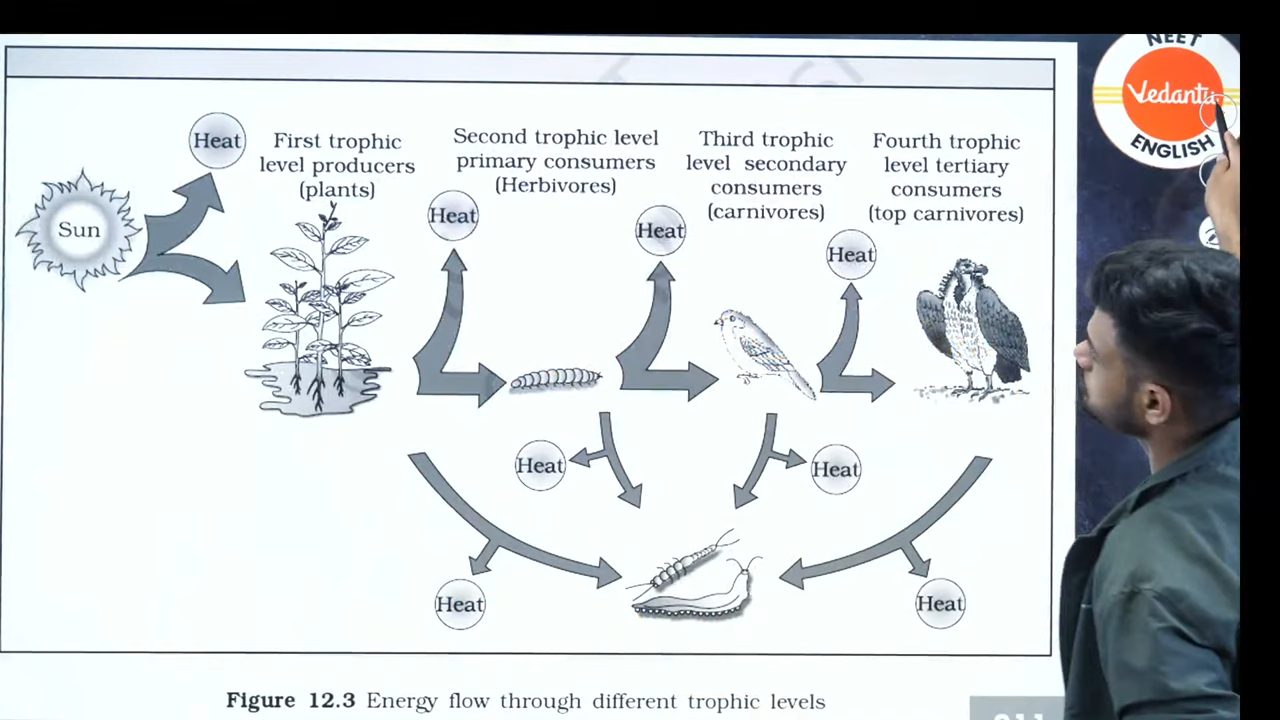 NEET
Vedantu
ENGLISH
Heat
First trophic
level producers
(plants)
Second trophic level
primary consumers
(Herbivores)
Third trophic
level secondary
consumers
(carnivores)
Fourth trophic
level tertiary
consumers
(top carnivores)
Sun
Heat
Heat
Heat
Heat
Heat
Heat
Heat
Figure 12.3 Energy flow through different trophic levels